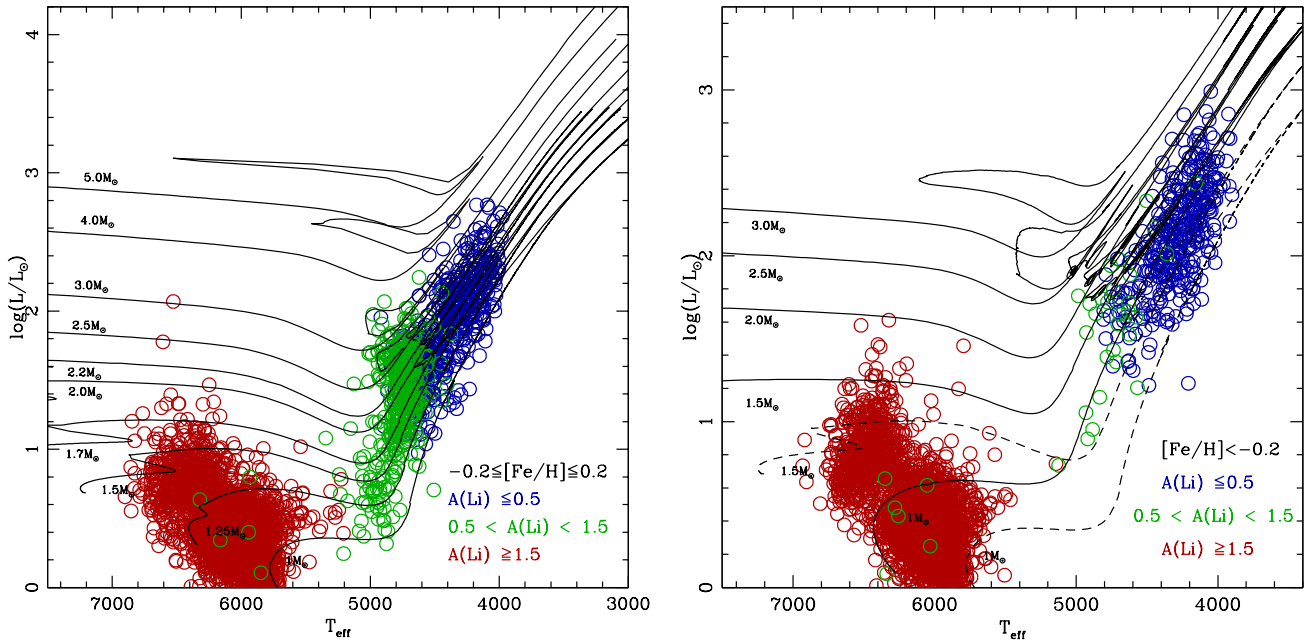 4
3
2
1
0
log(L/L⊙)
5.0M⊙
4.0M⊙
3.0M⊙
2.5M⊙
2.2M⊙
2.0M⊙
1.7M⊙
1.5M⊙
1.25M⊙
1M⊙
−0.2≤[Fe/H]≤0.2
A(Li) ≤0.5
0.5 < A(Li) < 1.5
A(Li) ≥1.5
7000 6000 5000 4000 3000
Teff
3
2
1
0
log(L/L⊙)
3.0M⊙
2.5M⊙
2.0M⊙
1.5M⊙
1.5M⊙
1M⊙
1M⊙
[Fe/H]<−0.2
A(Li) ≤0.5
0.5 < A(Li) < 1.5
A(Li) ≥1.5
7000 6000 5000 4000
Teff